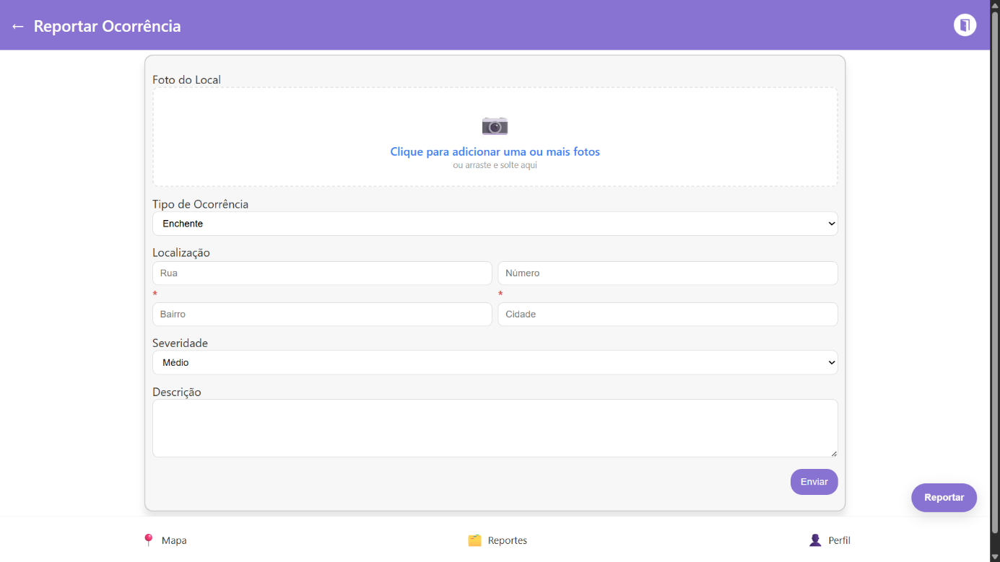 ← Reportar Ocorrência
Foto do Local
Clique para adicionar uma ou mais fotos
ou arraste e solte aqui
Tipo de Ocorrência
Enchente
Localização
Rua Número
* *
Bairro Cidade
Severidade
Médio
Descrição
Enviar
Reportar
Mapa Reportes Perfil